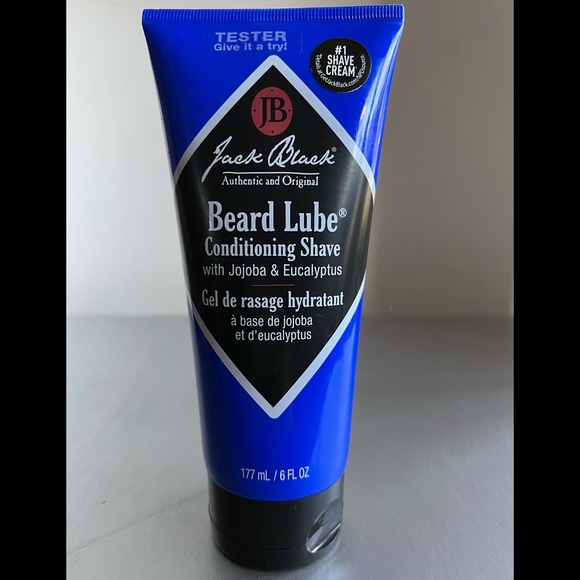 TESTER
Give it a try!
#1
SHAVE
CREAM*
JB
Jack Black®
Authentic and Original
Beard Lube®
Conditioning Shave
with Jojoba & Eucalyptus
Gel de rasage hydratant
à base de jojoba
et d'eucalyptus
177 mL / 6 FL OZ